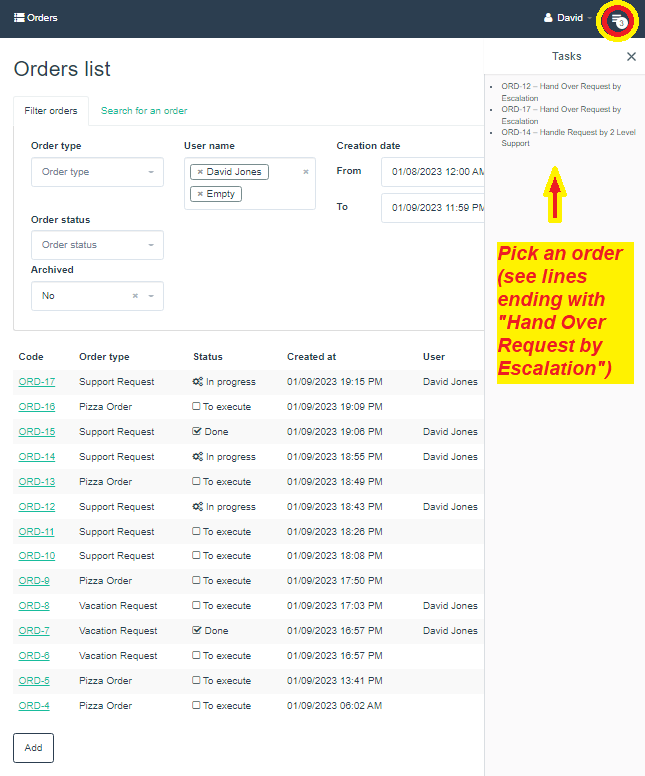 Orders
David
3
Orders list
Tasks
×
ORD-12 – Hand Over Request by
Escalation
ORD-17 – Hand Over Request by
Escalation
ORD-14 – Handle Request by 2 Level
Support
Pick an order
(see lines
ending with
"Hand Over
Request by
Escalation")
Filter orders
Search for an order
Order type
Order type
User name
× David Jones
×
× Empty
Creation date
From
01/08/2023 12:00 AM
To
01/09/2023 11:59 PM
Order status
Order status
Archived
No ×
Code Order type Status Created at User
ORD-17 Support Request In progress 01/09/2023 19:15 PM David Jones
ORD-16 Pizza Order To execute 01/09/2023 19:09 PM
ORD-15 Support Request Done 01/09/2023 19:06 PM David Jones
ORD-14 Support Request In progress 01/09/2023 18:55 PM David Jones
ORD-13 Pizza Order To execute 01/09/2023 18:49 PM
ORD-12 Support Request In progress 01/09/2023 18:43 PM David Jones
ORD-11 Support Request To execute 01/09/2023 18:26 PM
ORD-10 Support Request To execute 01/09/2023 18:08 PM
ORD-9 Pizza Order To execute 01/09/2023 17:50 PM
ORD-8 Vacation Request To execute 01/09/2023 17:03 PM David Jones
ORD-7 Vacation Request Done 01/09/2023 16:57 PM David Jones
ORD-6 Vacation Request To execute 01/09/2023 16:57 PM
ORD-5 Pizza Order To execute 01/09/2023 13:41 PM
ORD-4 Pizza Order To execute 01/09/2023 06:02 AM
Add